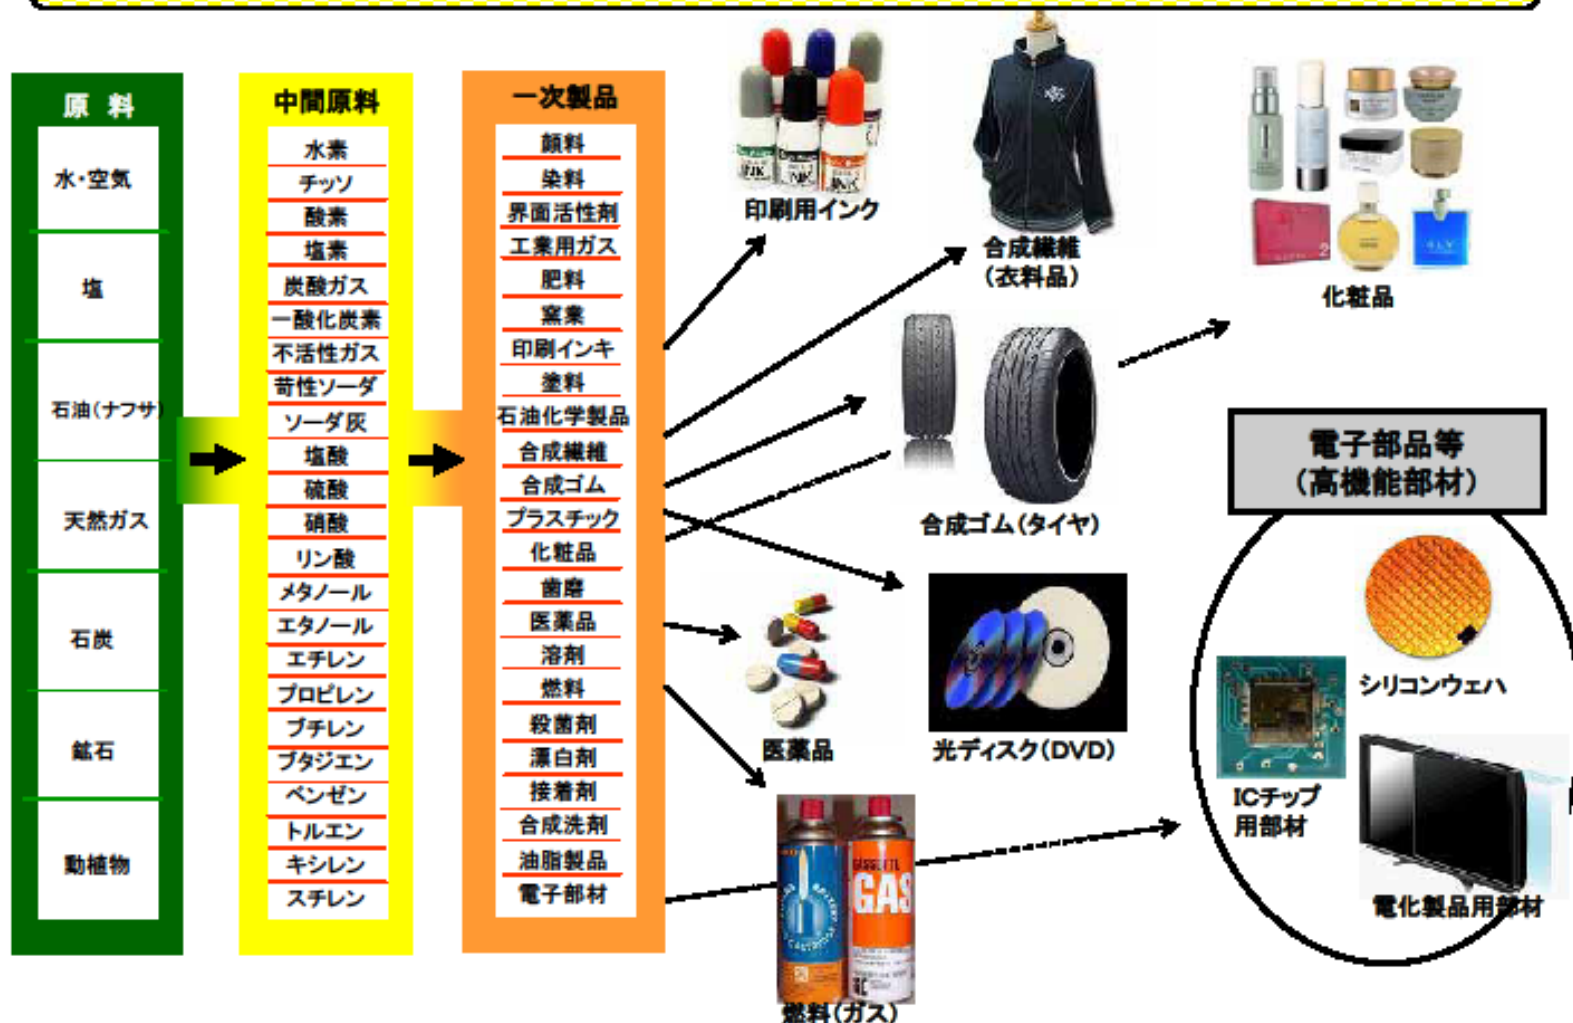 原 料
水・空気
塩
石油(ナフサ)
天然ガス
石炭
鉱石
動植物
中間原料
水素
チッソ
酸素
塩素
炭酸ガス
一酸化炭素
不活性ガス
苛性ソーダ
ソーダ灰
塩酸
硫酸
硝酸
リン酸
メタノール
エタノール
エチレン
プロピレン
ブチレン
ブタジエン
ベンゼン
トルエン
キシレン
スチレン
一次製品
顔料
染料
界面活性剤
工業用ガス
肥料
窯業
印刷インキ
塗料
石油化学製品
合成繊維
合成ゴム
プラスチック
化粧品
歯磨
医薬品
溶剤
燃料
殺菌剤
漂白剤
接着剤
合成洗剤
油脂製品
電子部材
INK
INK
INK
印刷用インク
合成繊維
(衣料品)
化粧品
合成ゴム(タイヤ)
医薬品
光ディスク(DVD)
GAS
燃料(ガス)
電子部品等
(高機能部材)
シリコンウェハ
ICチップ
用部材
電化製品用部材